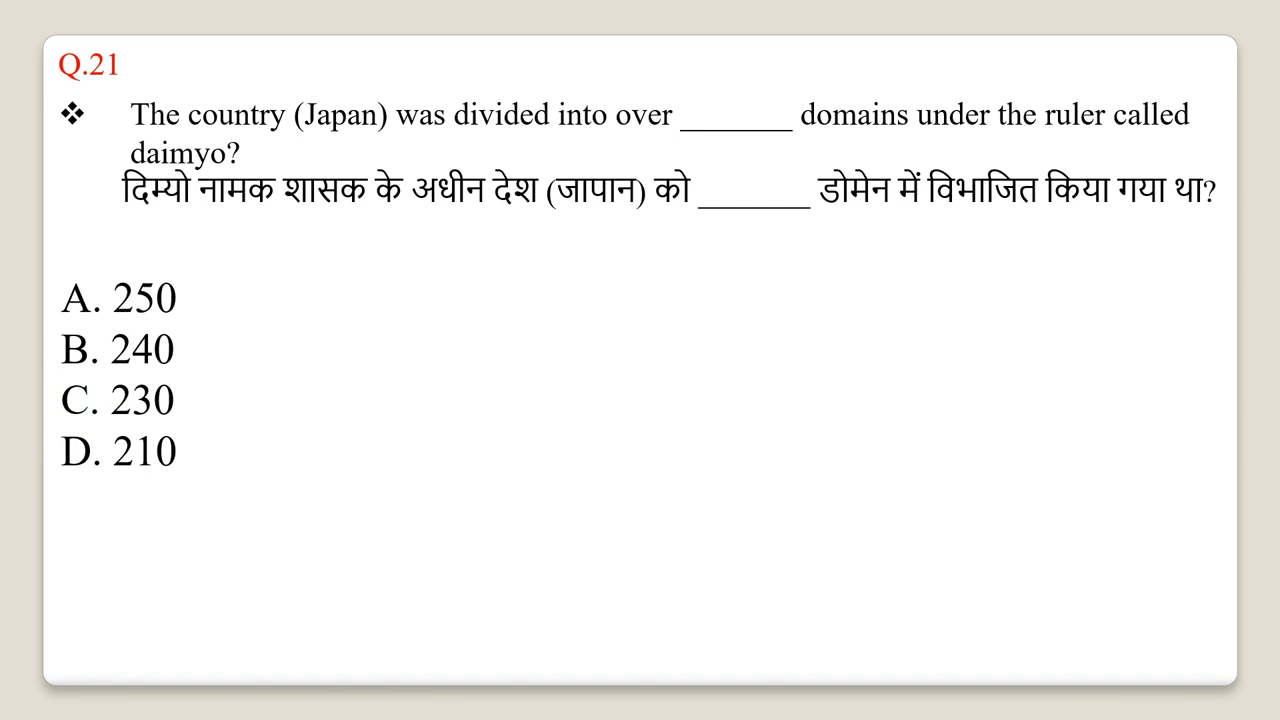 Q.21
❖ The country (Japan) was divided into over _______ domains under the ruler called
daimyo?
दिम्यो नामक शासक के अधीन देश (जापान) को _______ डोमेन में विभाजित किया गया था?
A. 250
B. 240
C. 230
D. 210